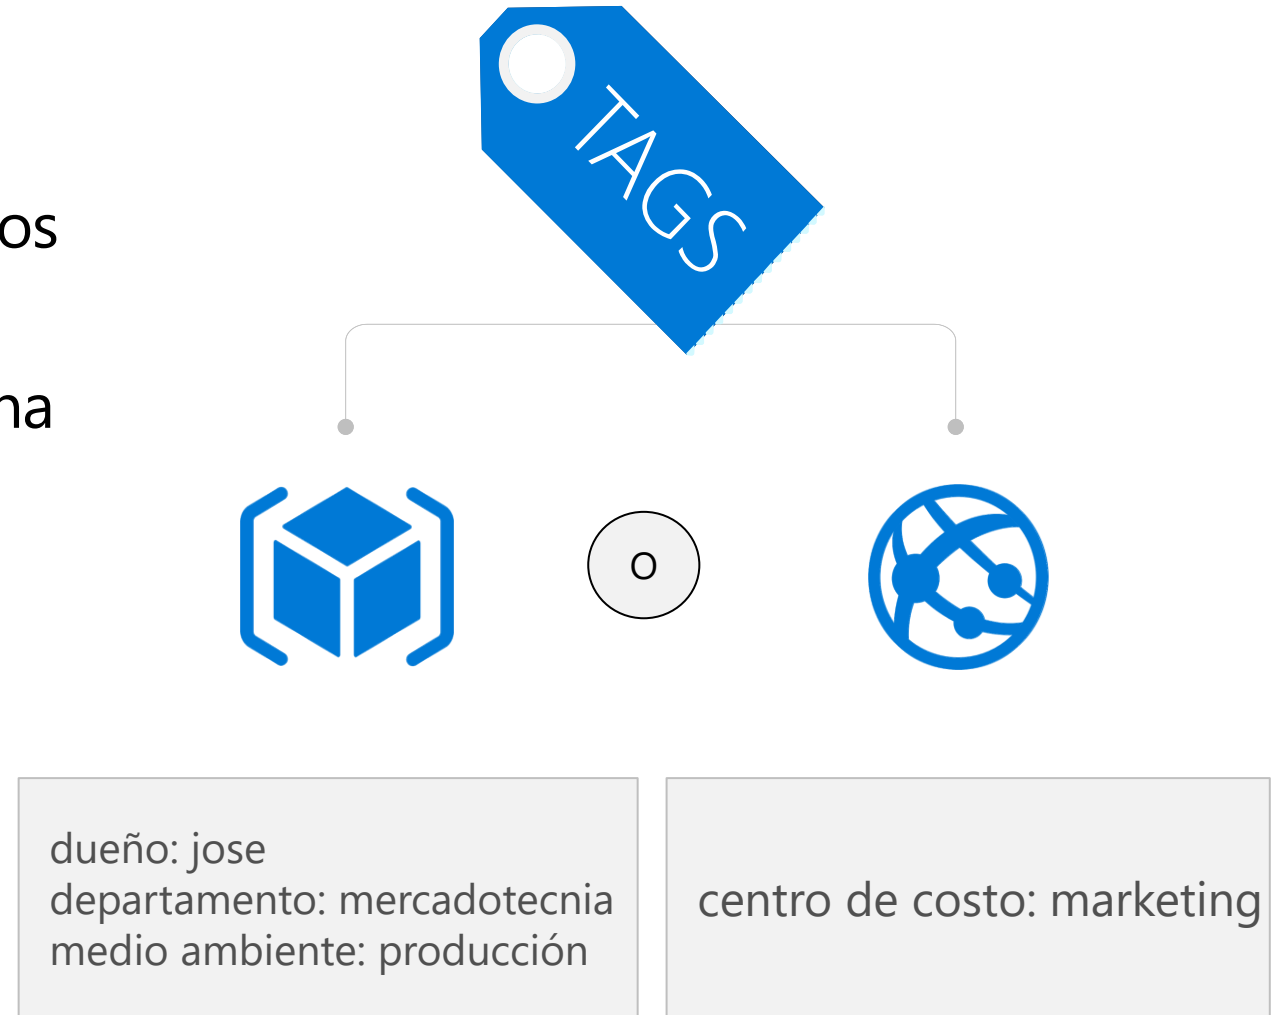 TAGS
os
na
o
dueño: jose
departamento: mercadotecnia
medio ambiente: producción
centro de costo: marketing